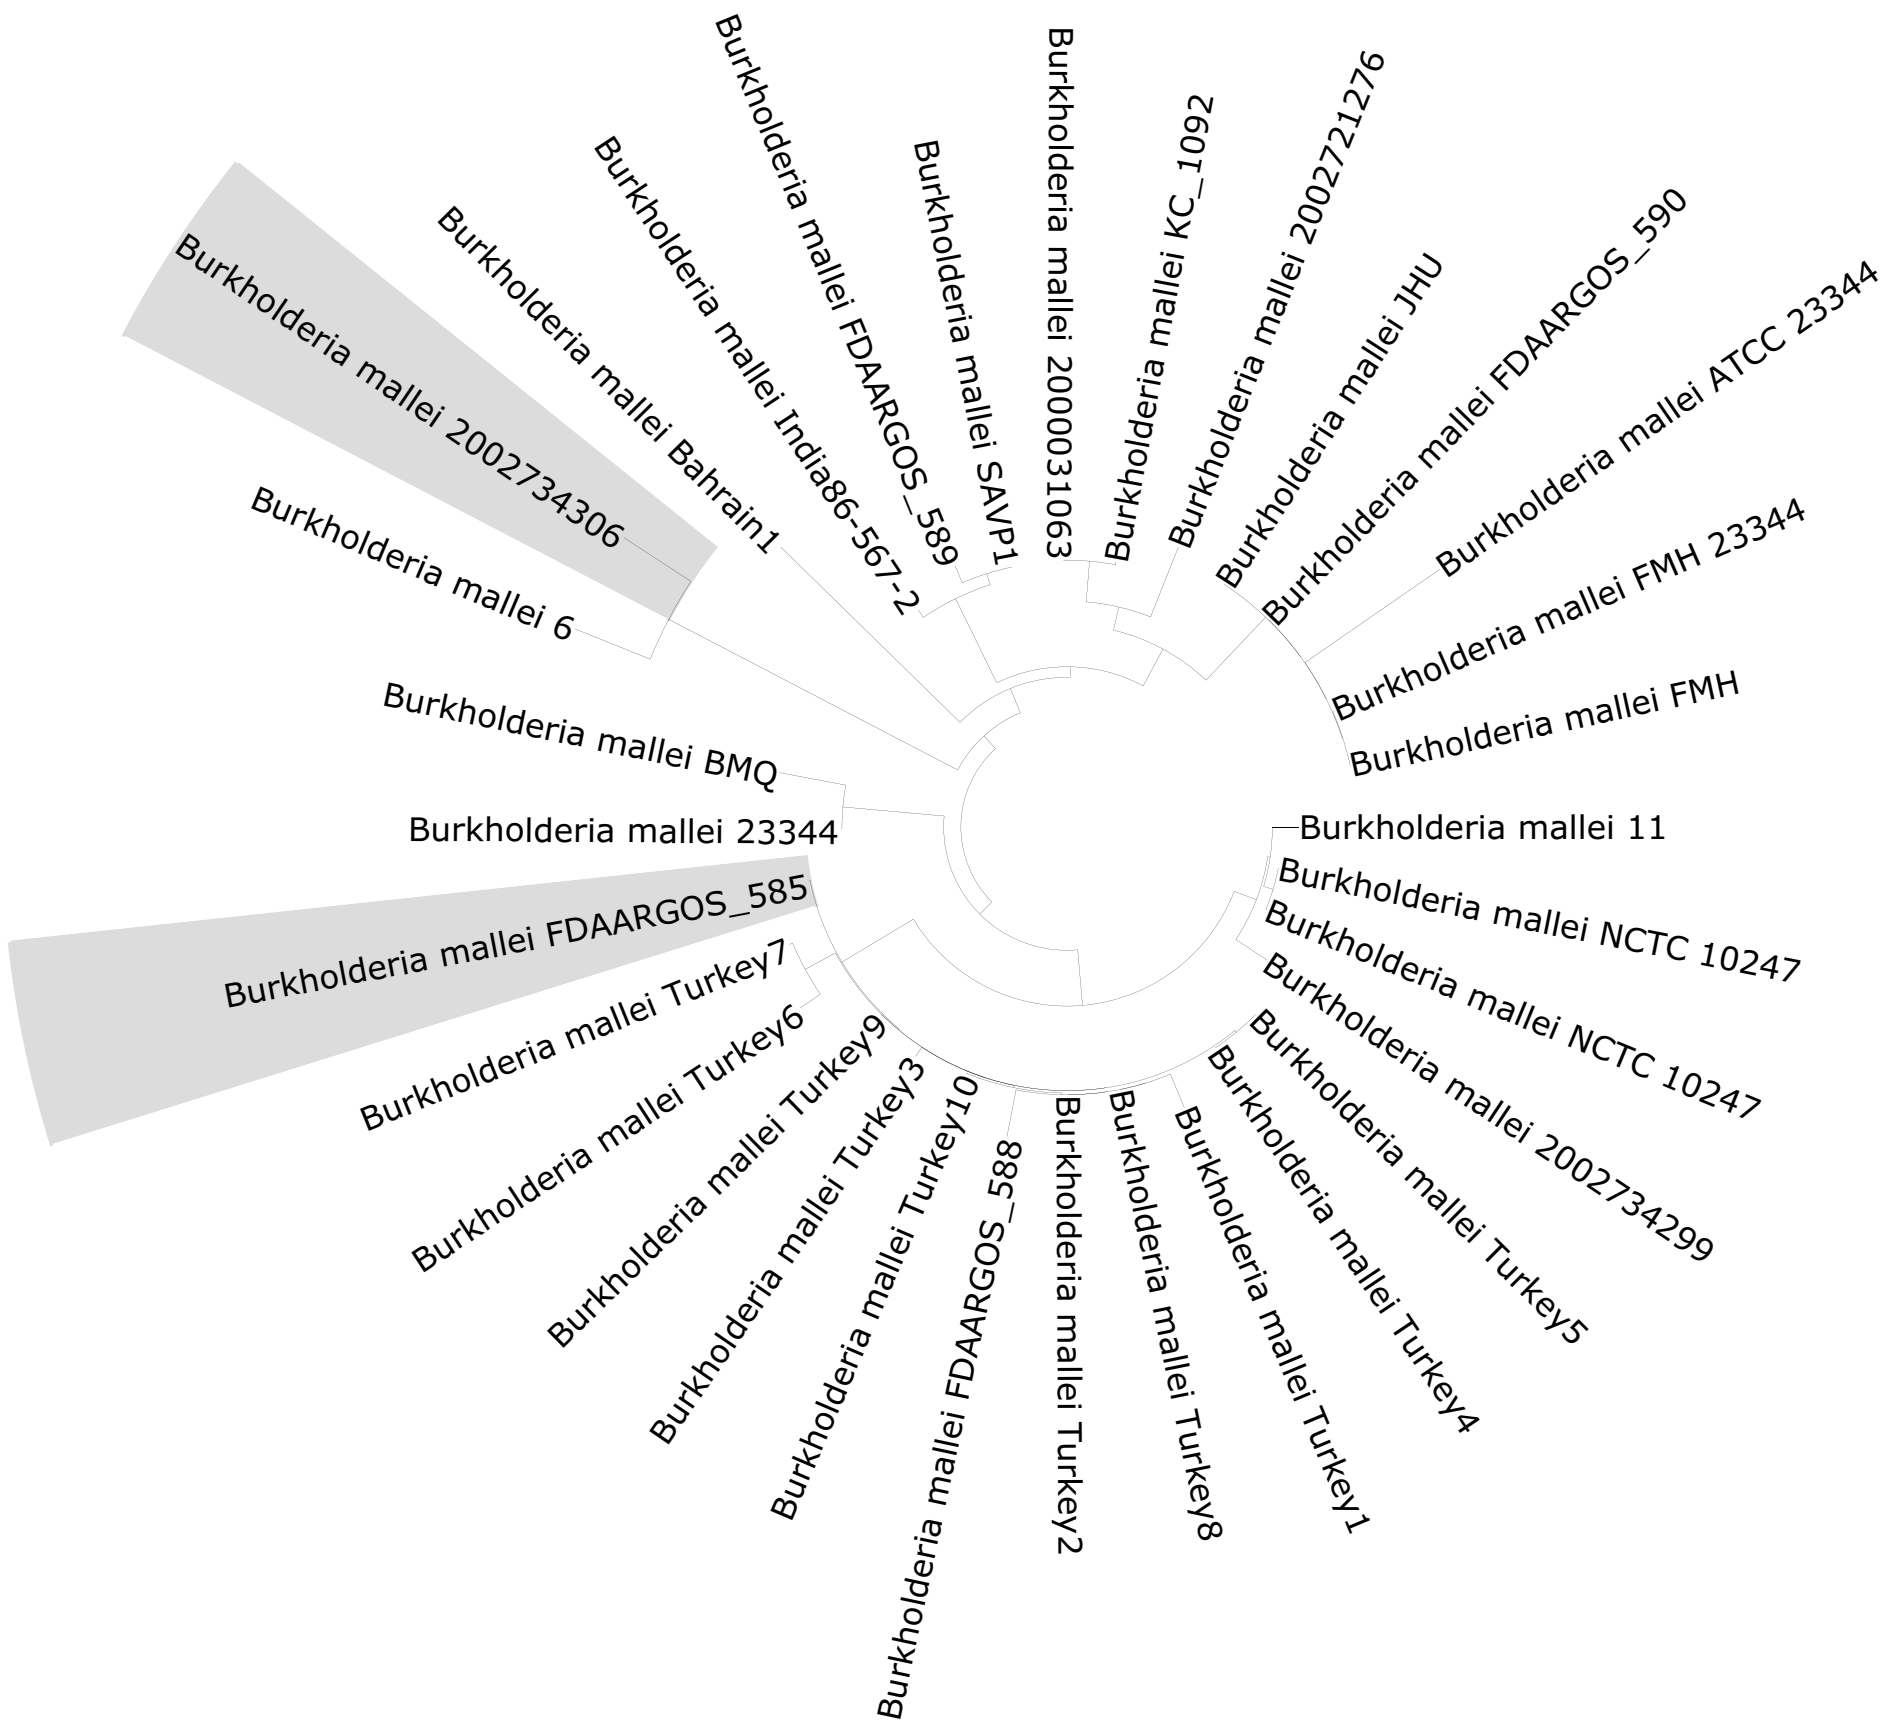 Burkholderia mallei FDAARGOS_589
Burkholderia mallei SAVP1
Burkholderia mallei 2000031063
Burkholderia mallei KC_1092
Burkholderia mallei 2002721276
Burkholderia mallei JHU
Burkholderia mallei FDAARGOS_590
Burkholderia mallei ATCC 23344
Burkholderia mallei FMH 23344
Burkholderia mallei FMH
Burkholderia mallei 11
Burkholderia mallei NCTC 10247
Burkholderia mallei NCTC 10247
Burkholderia mallei 2002734299
Burkholderia mallei Turkey5
Burkholderia mallei Turkey4
Burkholderia mallei Turkey1
Burkholderia mallei Turkey8
Burkholderia mallei Turkey2
Burkholderia mallei FDAARGOS_588
Burkholderia mallei Turkey10
Burkholderia mallei Turkey3
Burkholderia mallei Turkey9
Burkholderia mallei Turkey6
Burkholderia mallei Turkey7
Burkholderia mallei FDAARGOS_585
Burkholderia mallei 23344
Burkholderia mallei BMQ
Burkholderia mallei 6
Burkholderia mallei 2002734306
Burkholderia mallei Bahrain1
Burkholderia mallei India86-567-2